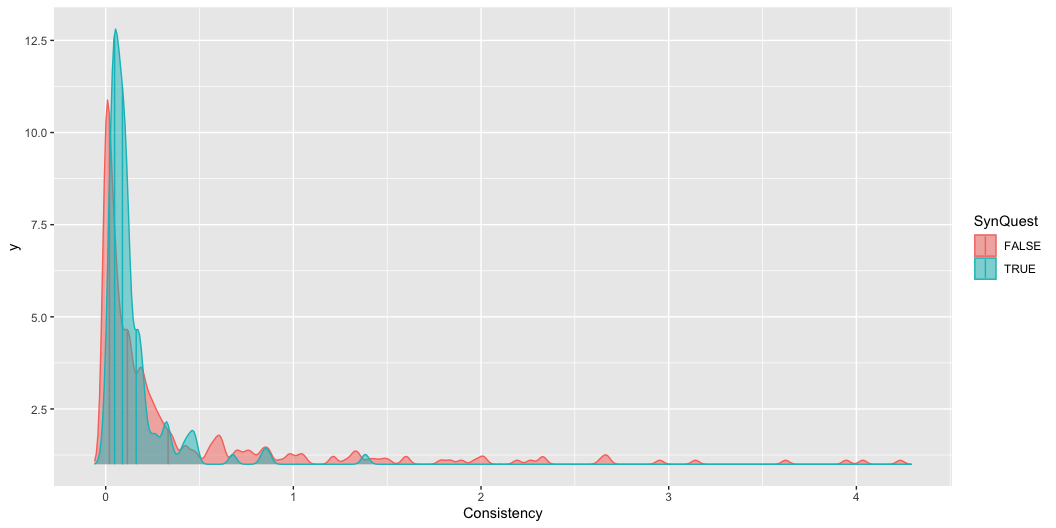 12.5
10.0
7.5
5.0
2.5
y
0 1 2 3 4
Consistency
SynQuest
FALSE
TRUE